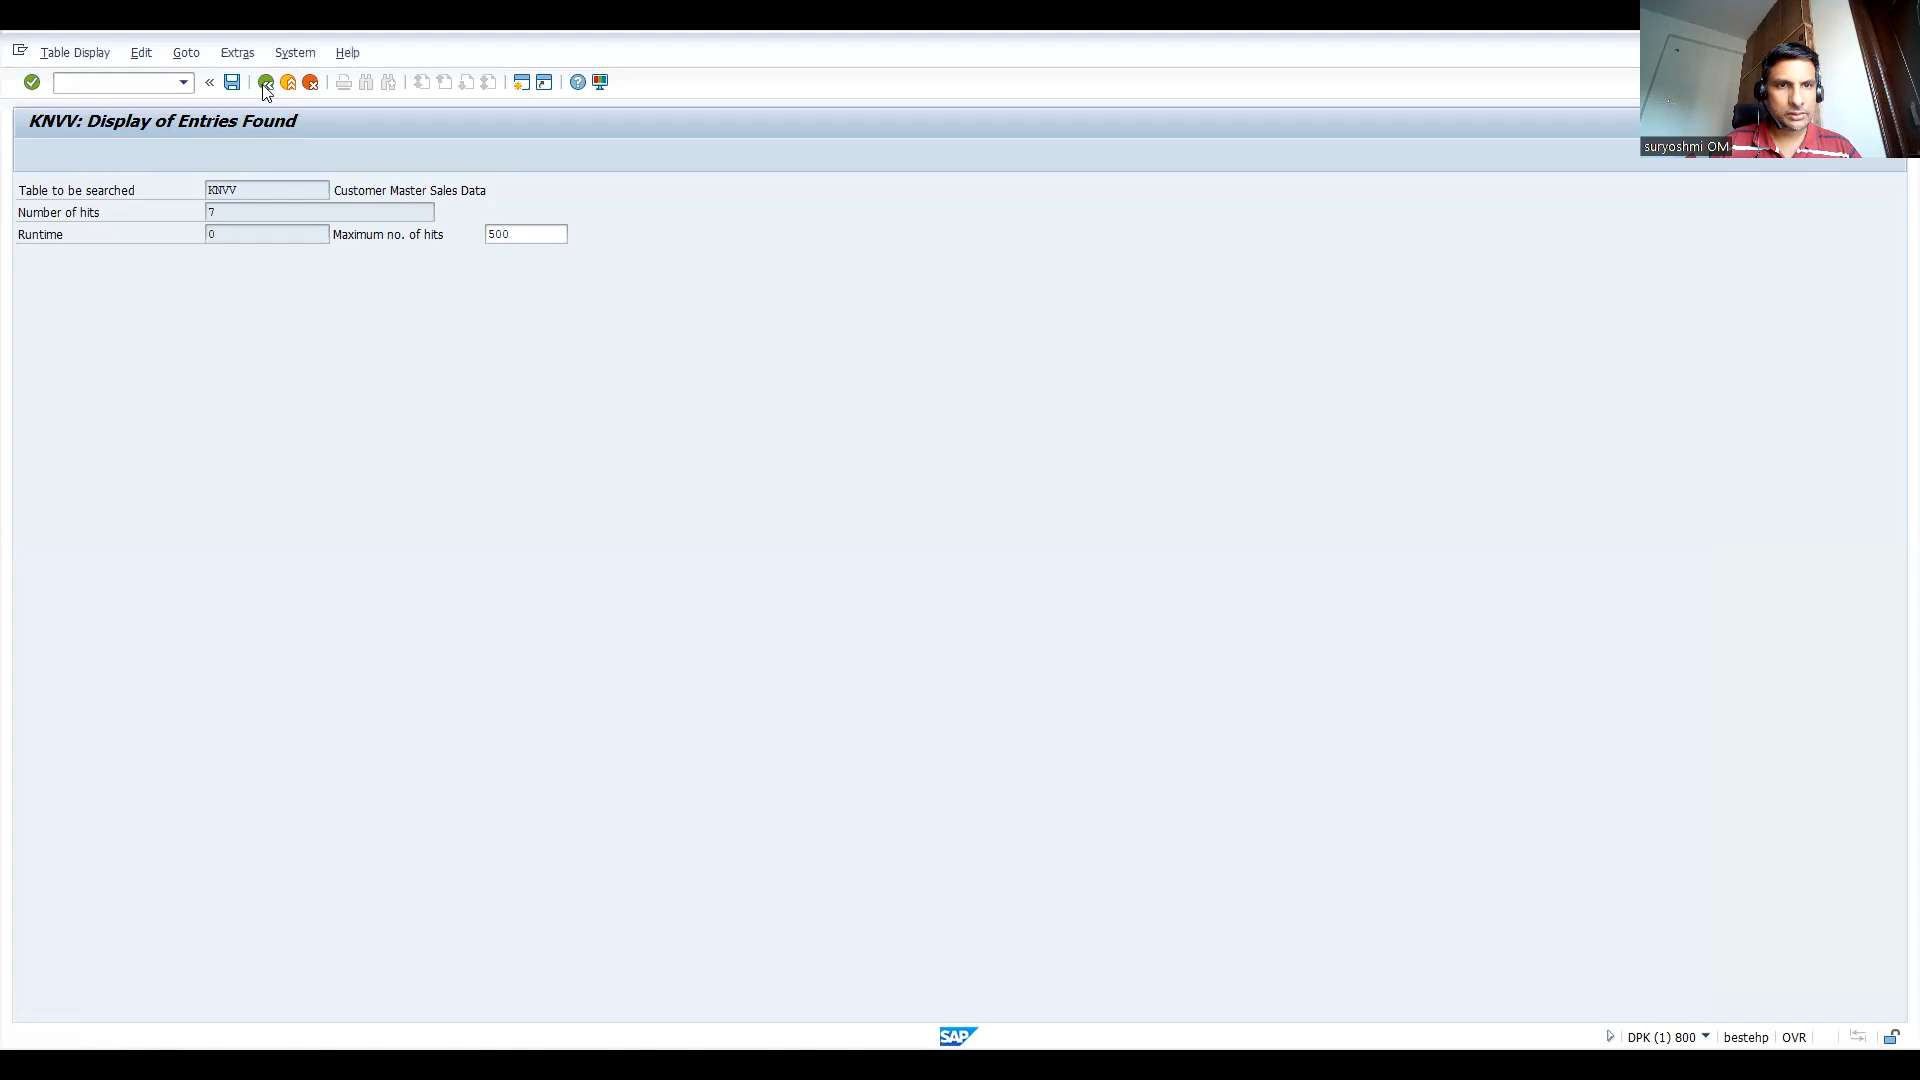 Table Display Edit Goto Extras System Help
KNVV: Display of Entries Found
suryoshmi OM
Table to be searched KNVV Customer Master Sales Data
Number of hits 7
Runtime 0 Maximum no. of hits 500
SAP DPK (1) 800 bestehp OVR